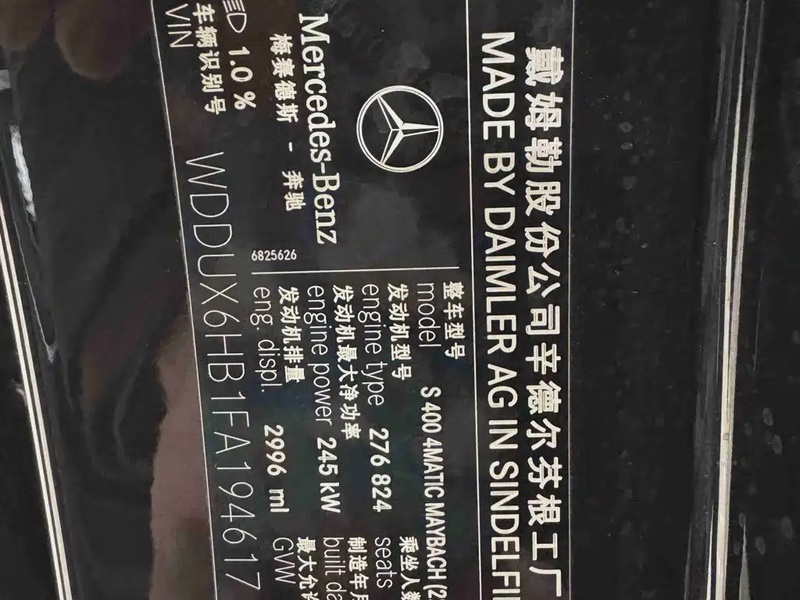 戴姆勒股份公司辛德尔芬根工厂
MADE BY DAIMLER AG IN SINDELFI
Mercedes-Benz
梅赛德斯 - 奔驰
6825626
整车型号
model S 400 4MATIC MAYBACH (2
发动机型号
engine type 276 824
发动机最大净功率
engine power 245 kW
发动机排量
eng. displ. 2996 ml
乘坐人数
seats
制造年月
built da
最大允许
GVW
1.0 %
车辆识别号
VIN WDDUX6HB1FA194617